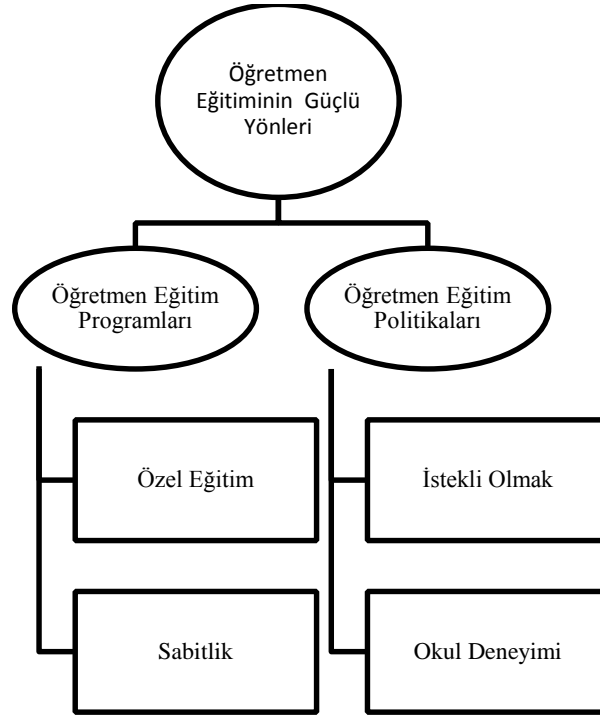 Öğretmen
Eğitiminin Güçlü
Yönleri
Öğretmen Eğitim
Programları
Öğretmen Eğitim
Politikaları
Özel Eğitim
İstekli Olmak
Sabitlik
Okul Deneyimi